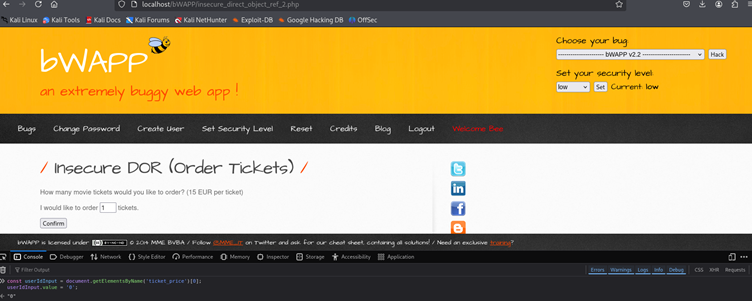 localhost/bWAPP/insecure_direct_object_ref_2.php
Kali Linux Kali Tools Kali Docs Kali Forums Kali NetHunter Exploit-DB Google Hacking DB OffSec
bWAPP
an extremely buggy web app !
Choose your bug:
---------------------- bWAPP v2.2 ---------------------- Hack
Set your security level:
low Set Current: low
Bugs Change Password Create User Set Security Level Reset Credits Blog Logout Welcome Bee
/ Insecure DOR (Order Tickets) /
How many movie tickets would you like to order? (15 EUR per ticket)
I would like to order 1 tickets.
Confirm
bWAPP is licensed under © 2014 MME BVBA / Follow @MME_IT on Twitter and ask for our cheat sheet, containing all solutions! / Need an exclusive training?
Console Debugger Network Style Editor Performance Memory Inspector Storage Accessibility Application
Filter Output Errors Warnings Logs Info Debug CSS XHR Requests
const userIdInput = document.getElementsByName('ticket_price')[0];
userIdInput.value = '0';
"0"